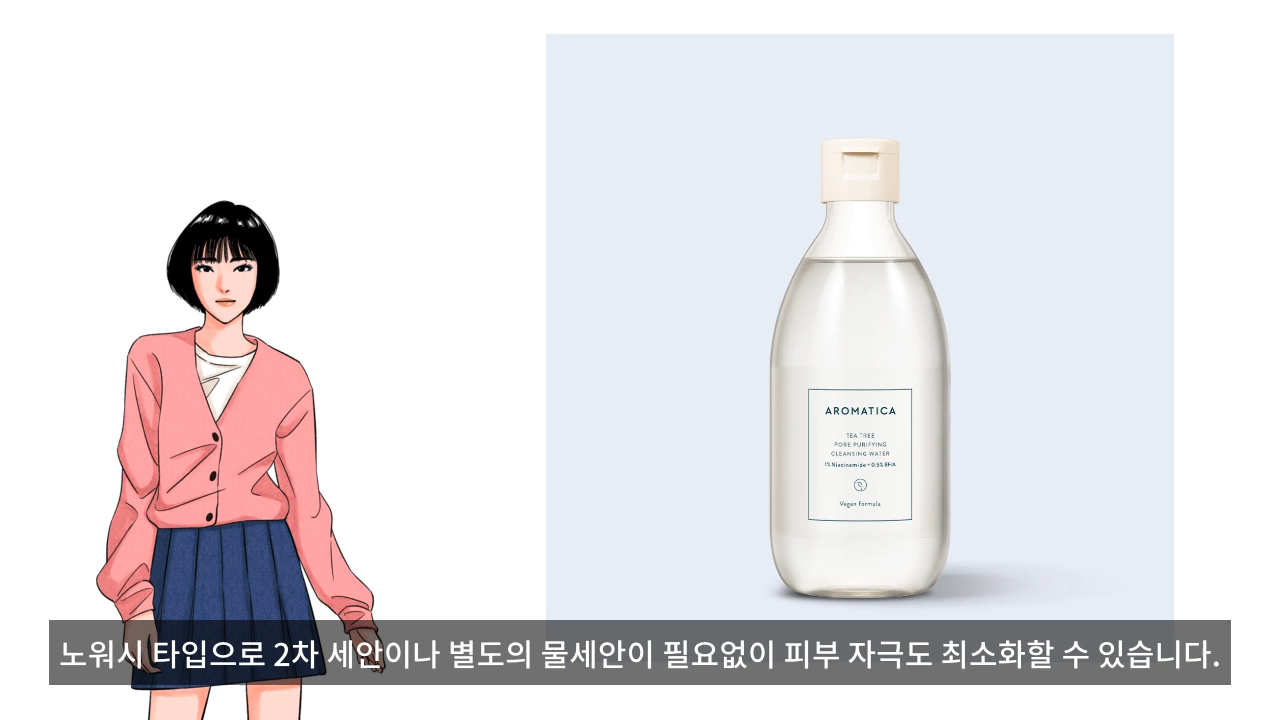 AROMATICA
TEA TREE
PORE PURIFYING
CLEANSING WATER
1% Niacinamide + 0.5% BHA
Vegan Formula
노워시 타입으로 2차 세안이나 별도의 물세안이 필요없이 피부 자극도 최소화할 수 있습니다.